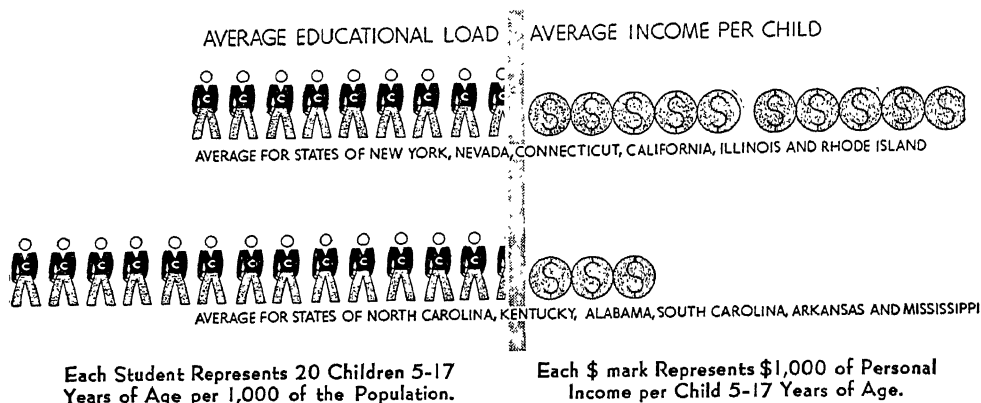 AVERAGE EDUCATIONAL LOAD
AVERAGE INCOME PER CHILD
AVERAGE FOR STATES OF NEW YORK, NEVADA, CONNECTICUT, CALIFORNIA, ILLINOIS AND RHODE ISLAND
AVERAGE FOR STATES OF NORTH CAROLINA, KENTUCKY, ALABAMA, SOUTH CAROLINA, ARKANSAS AND MISSISSIPPI
Each Student Represents 20 Children 5-17
Years of Age per 1,000 of the Population.
Each $ mark Represents $1,000 of Personal
Income per Child 5-17 Years of Age.